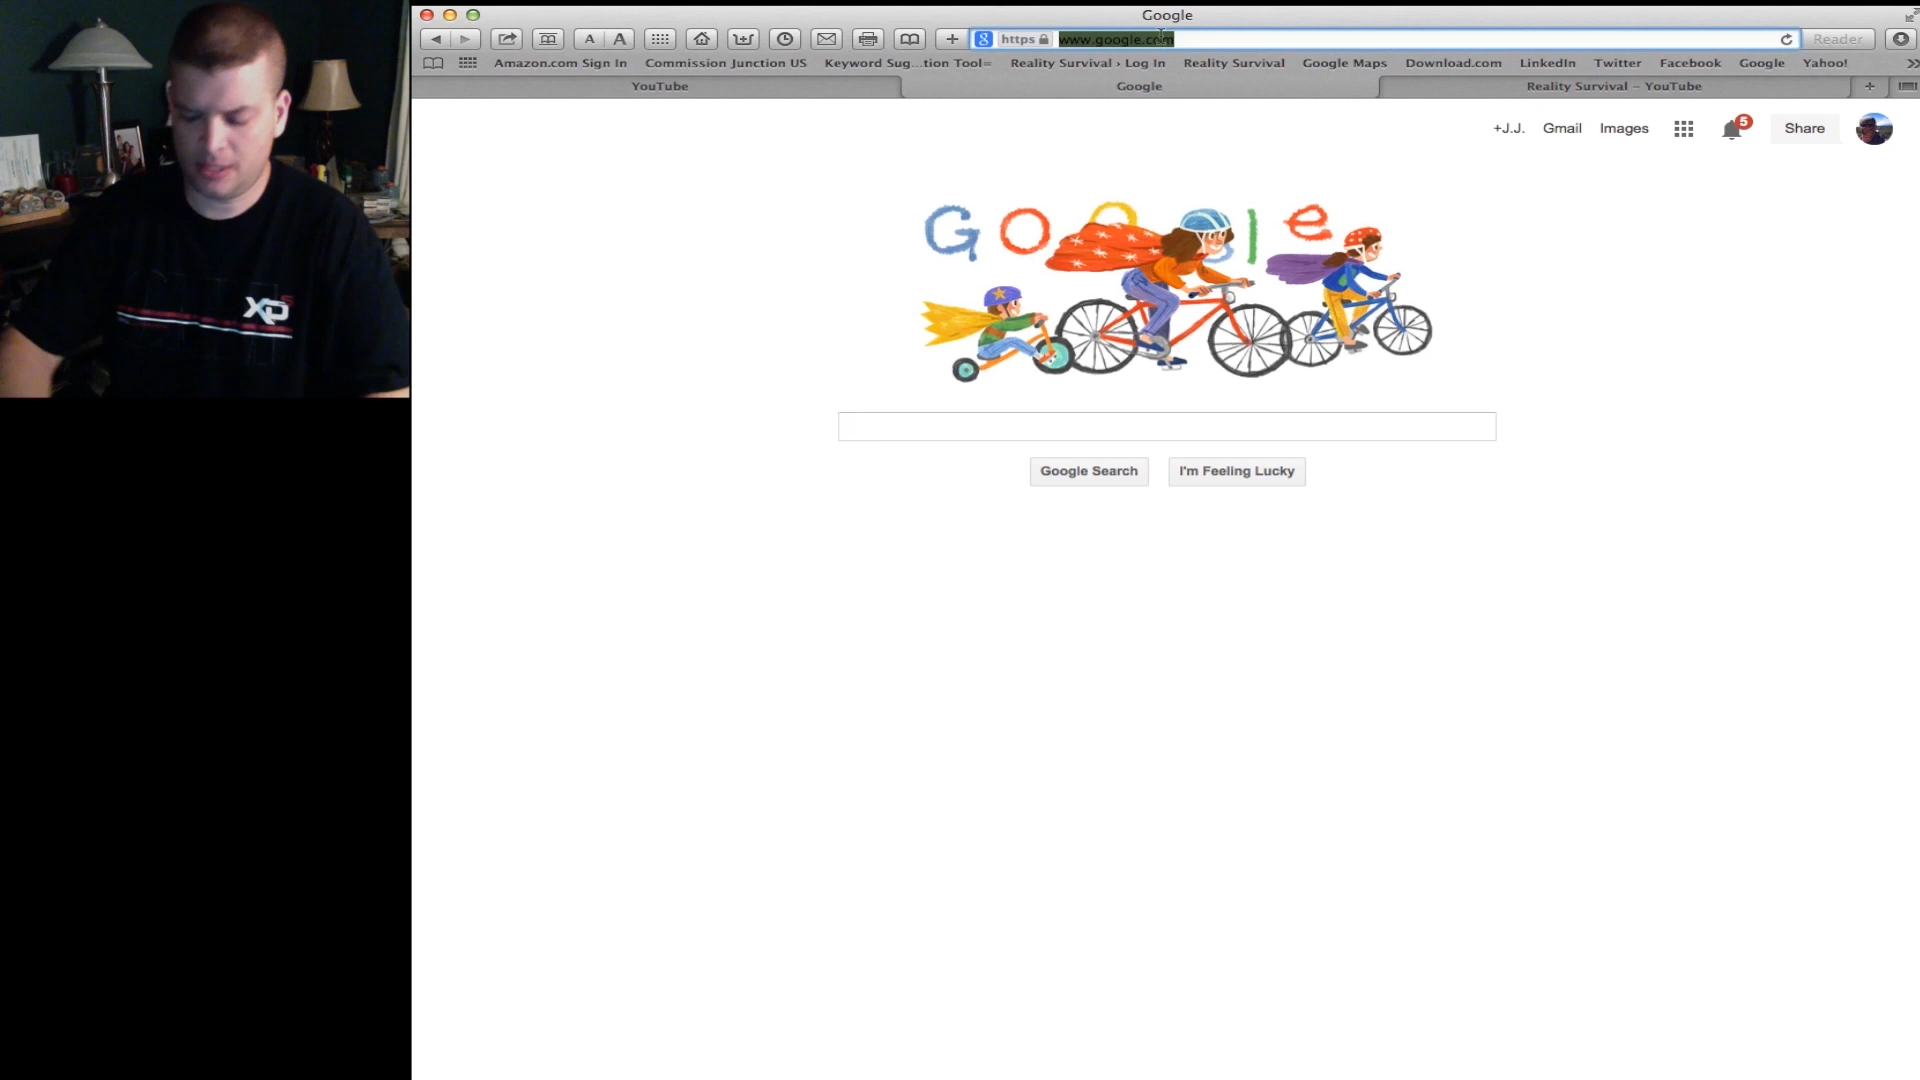 Google
A A
https www.google.com
Reader
Amazon.com Sign In Commission Junction US Keyword Sug...tion Tool= Reality Survival › Log In Reality Survival Google Maps Download.com LinkedIn Twitter Facebook Google Yahoo!
YouTube Google Reality Survival – YouTube
+J.J. Gmail Images 5 Share
Google
XPS
Google Search I'm Feeling Lucky